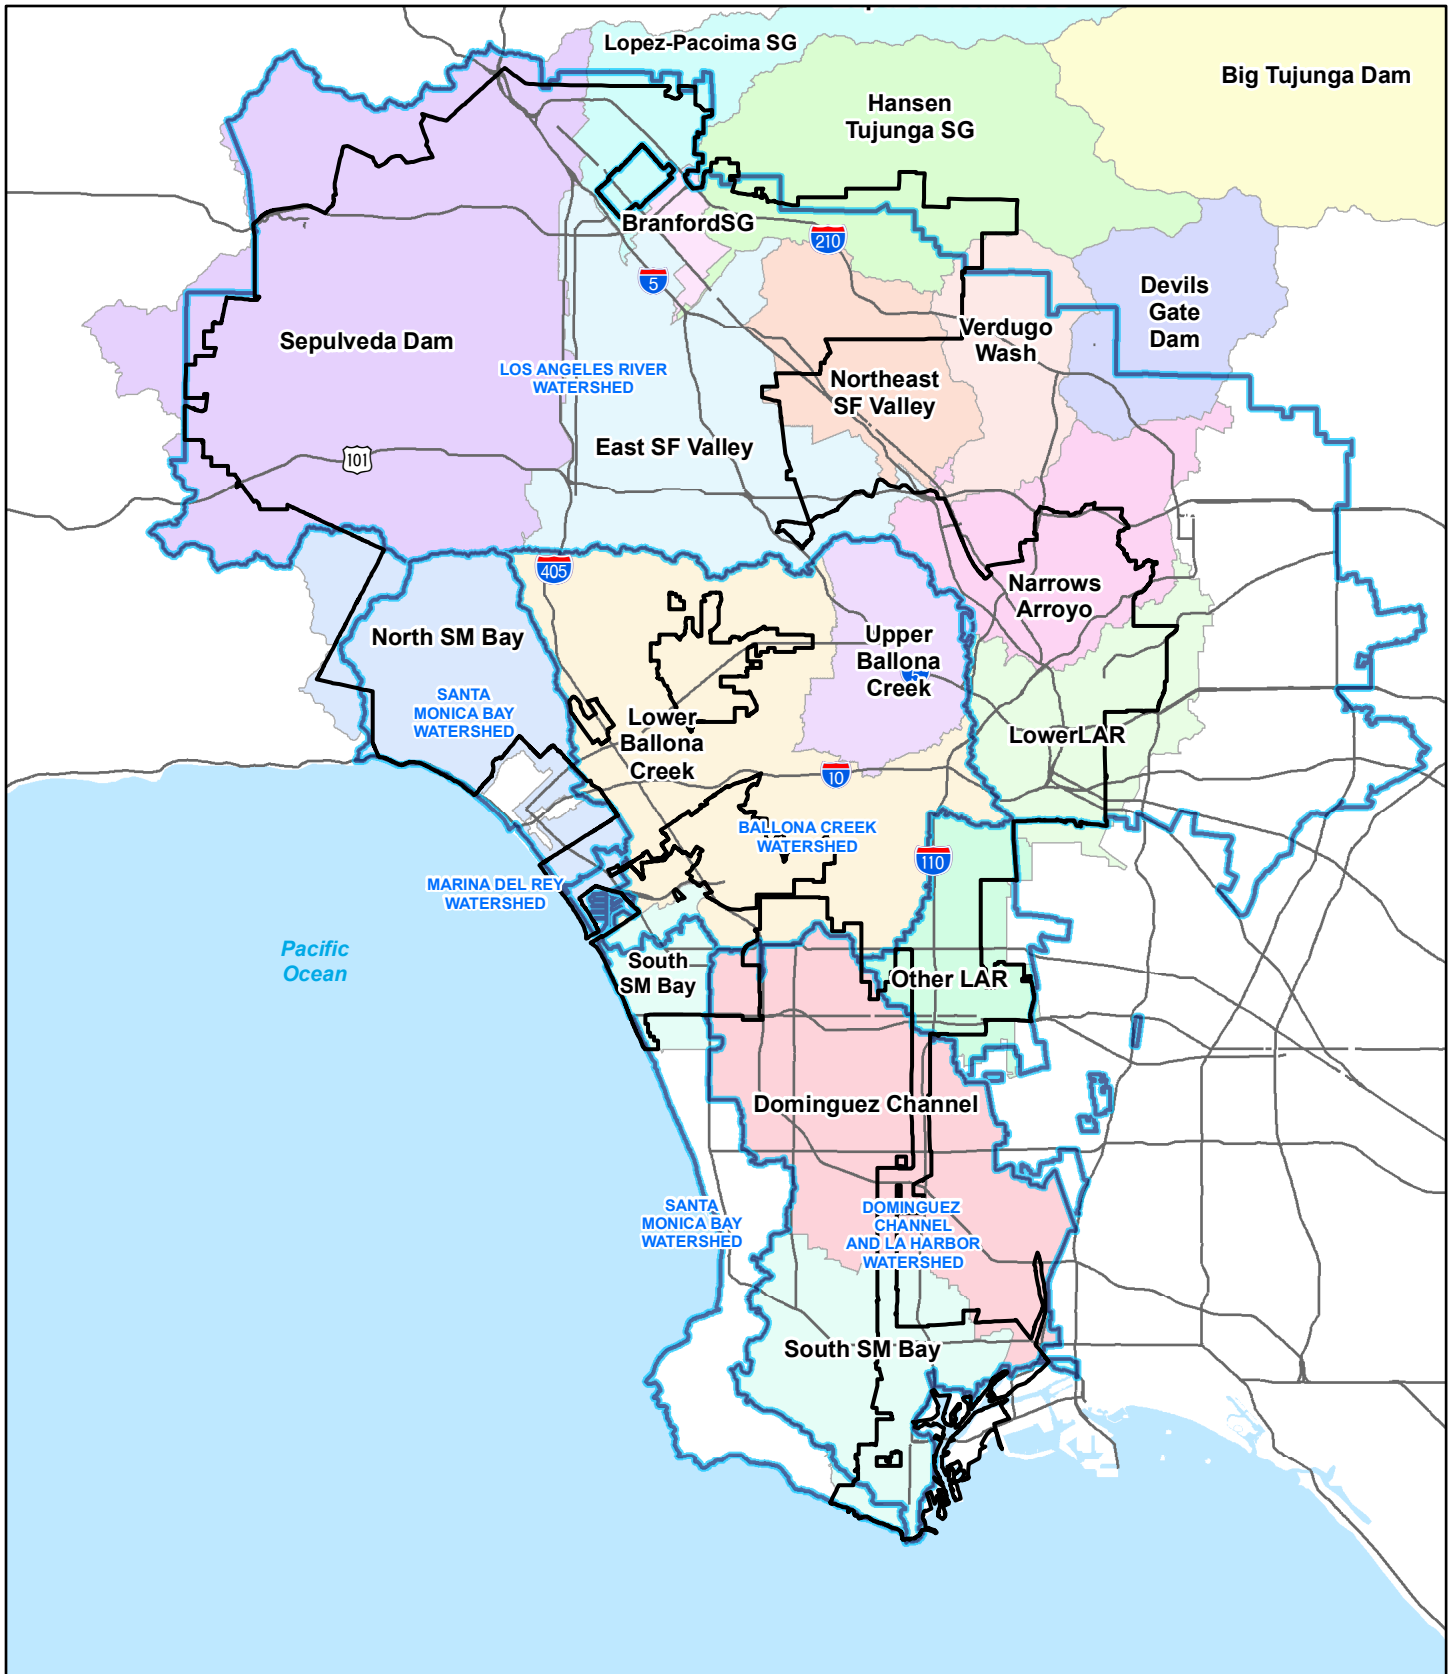 Lopez-Pacoima SG
Big Tujunga Dam
Hansen
Tujunga SG
BranfordSG
210
5
Devils
Gate
Dam
Sepulveda Dam
Verdugo
Wash
LOS ANGELES RIVER
WATERSHED
Northeast
SF Valley
East SF Valley
101
405
Narrows
Arroyo
North SM Bay
Upper
Ballona
Creek
5
SANTA
MONICA BAY
WATERSHED
Lower
Ballona
Creek
LowerLAR
10
BALLONA CREEK
WATERSHED
110
MARINA DEL REY
WATERSHED
Pacific
Ocean
South
SM Bay
Other LAR
Dominguez Channel
SANTA
MONICA BAY
WATERSHED
DOMINGUEZ
CHANNEL
AND LA HARBOR
WATERSHED
South SM Bay